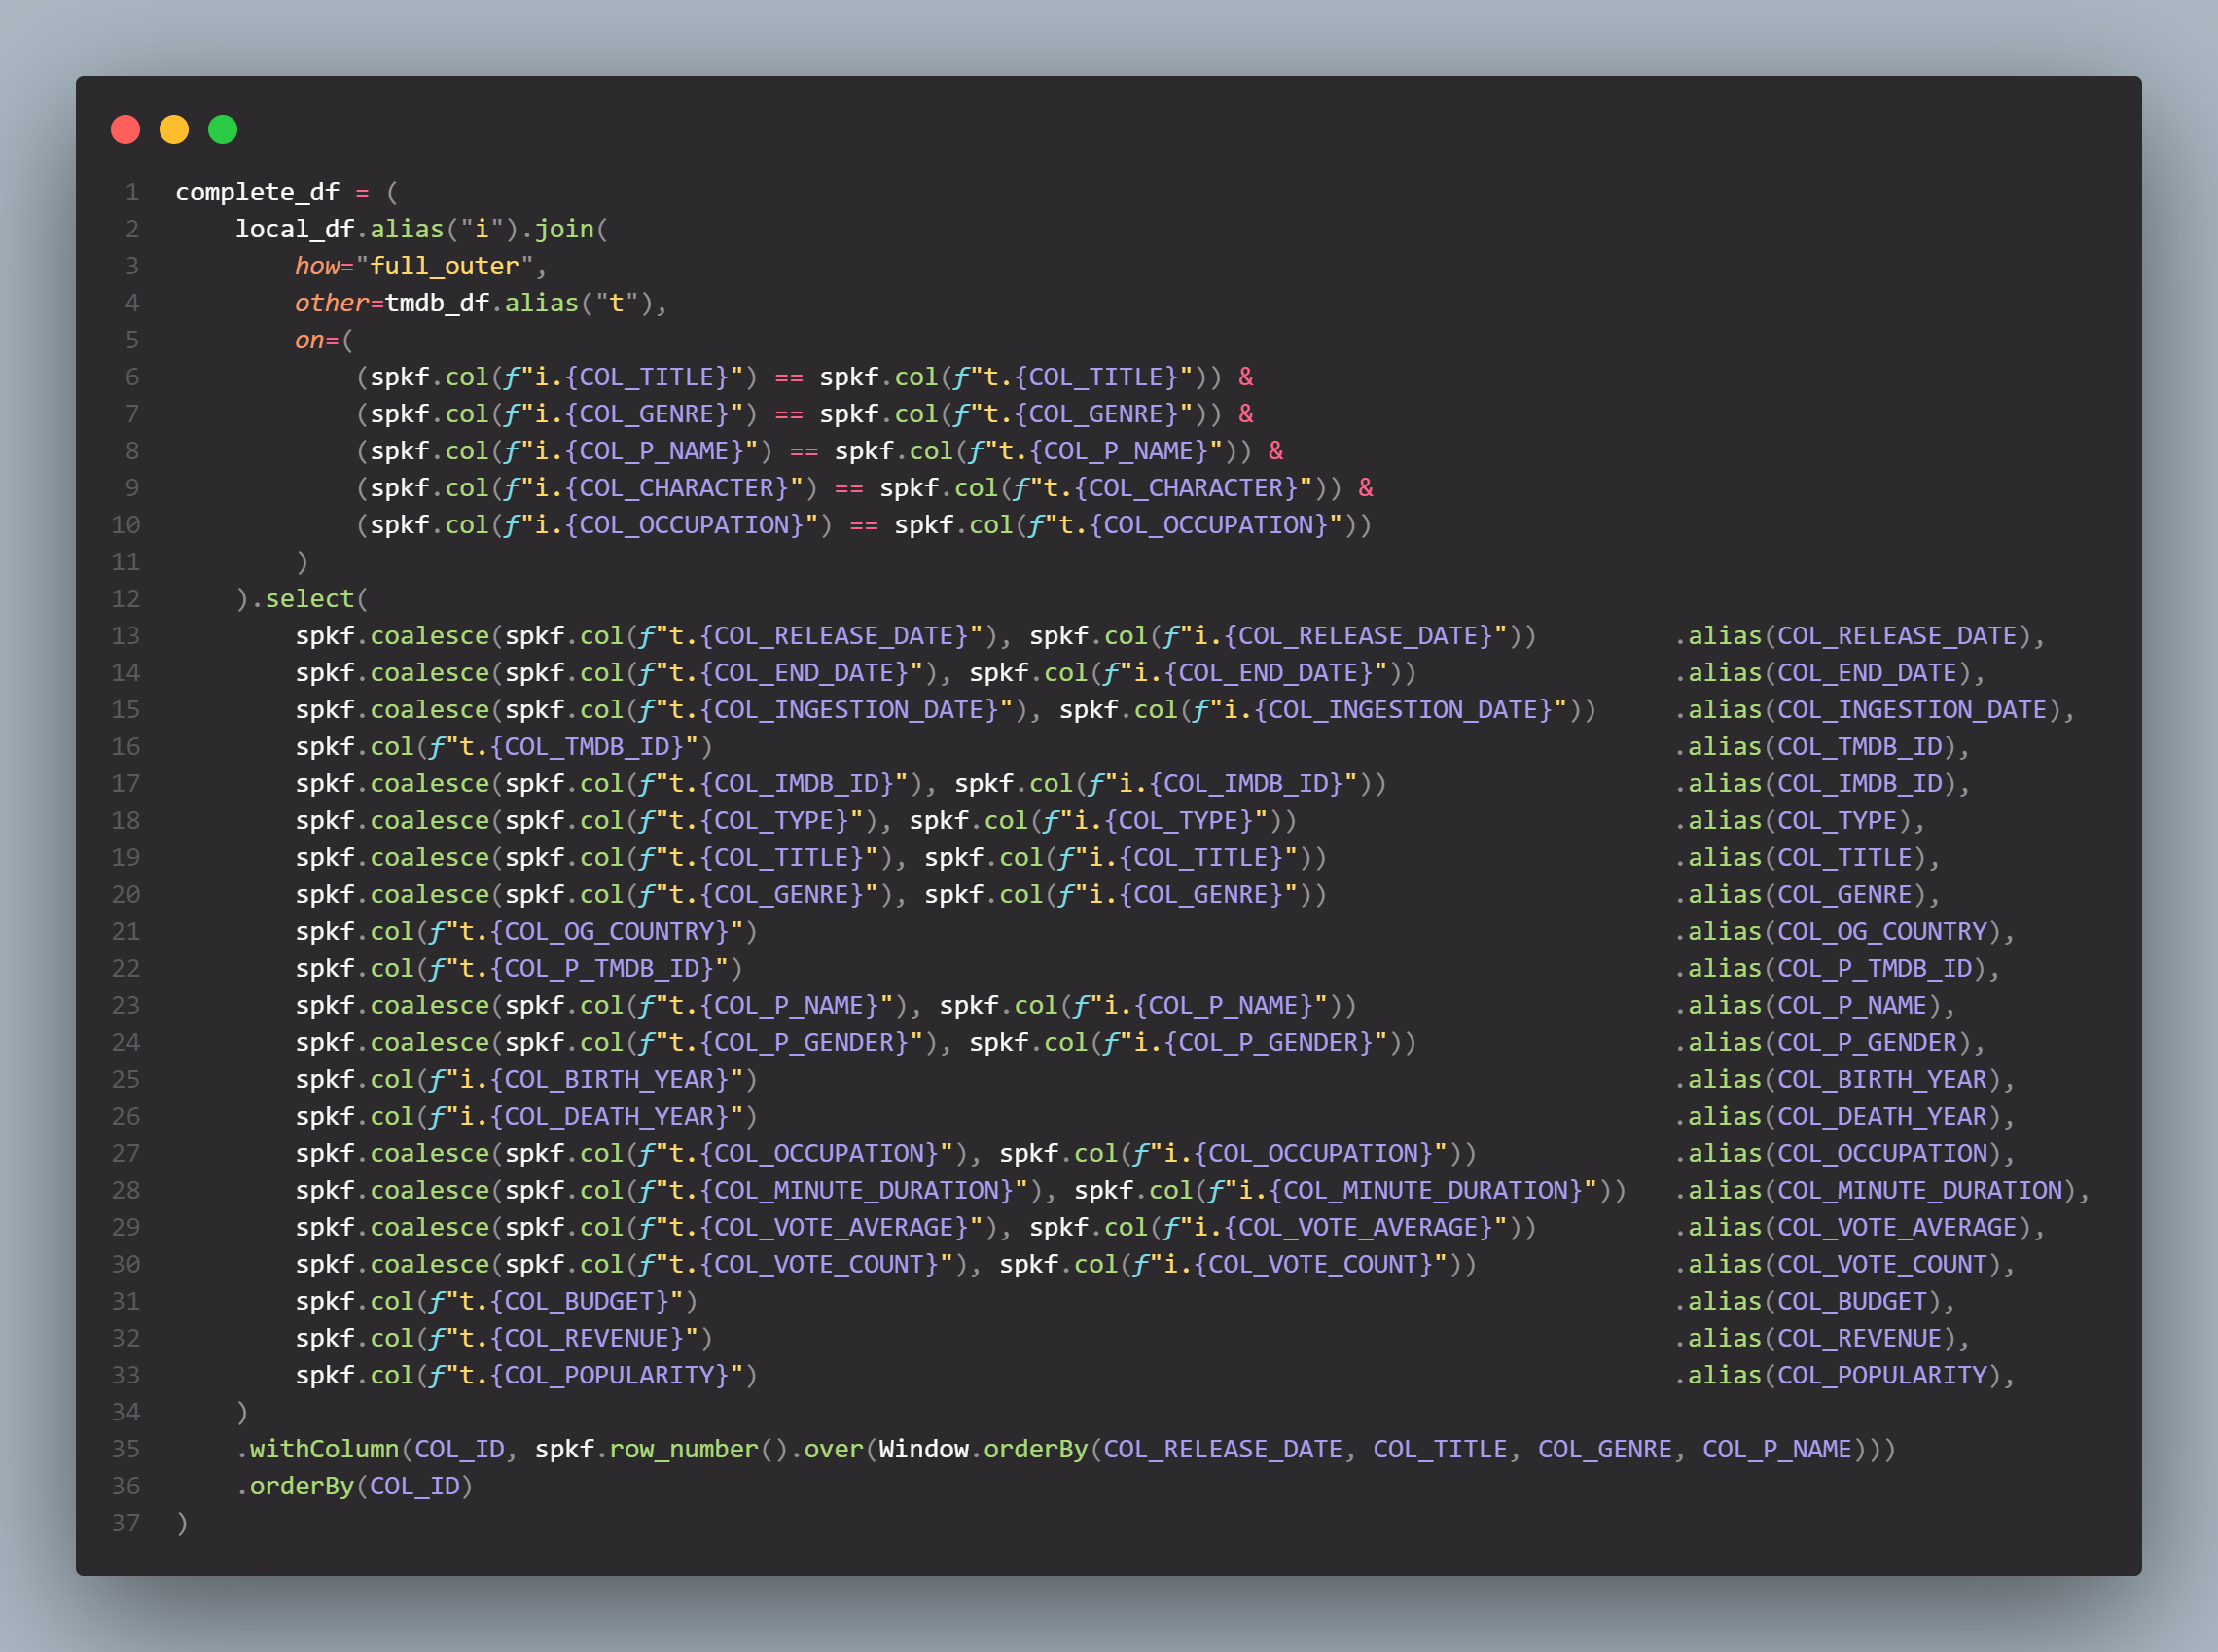 1 complete_df = (
2     local_df.alias("i").join(
3         how="full_outer",
4         other=tmdb_df.alias("t"),
5         on=(
6             (spkf.col(f"i.{COL_TITLE}") == spkf.col(f"t.{COL_TITLE}")) &
7             (spkf.col(f"i.{COL_GENRE}") == spkf.col(f"t.{COL_GENRE}")) &
8             (spkf.col(f"i.{COL_P_NAME}") == spkf.col(f"t.{COL_P_NAME}")) &
9             (spkf.col(f"i.{COL_CHARACTER}") == spkf.col(f"t.{COL_CHARACTER}")) &
10             (spkf.col(f"i.{COL_OCCUPATION}") == spkf.col(f"t.{COL_OCCUPATION}"))
11         )
12     ).select(
13         spkf.coalesce(spkf.col(f"t.{COL_RELEASE_DATE}"), spkf.col(f"i.{COL_RELEASE_DATE}"))         .alias(COL_RELEASE_DATE),
14         spkf.coalesce(spkf.col(f"t.{COL_END_DATE}"), spkf.col(f"i.{COL_END_DATE}"))                 .alias(COL_END_DATE),
15         spkf.coalesce(spkf.col(f"t.{COL_INGESTION_DATE}"), spkf.col(f"i.{COL_INGESTION_DATE}"))     .alias(COL_INGESTION_DATE),
16         spkf.col(f"t.{COL_TMDB_ID}")                                                                .alias(COL_TMDB_ID),
17         spkf.coalesce(spkf.col(f"t.{COL_IMDB_ID}"), spkf.col(f"i.{COL_IMDB_ID}"))                   .alias(COL_IMDB_ID),
18         spkf.coalesce(spkf.col(f"t.{COL_TYPE}"), spkf.col(f"i.{COL_TYPE}"))                         .alias(COL_TYPE),
19         spkf.coalesce(spkf.col(f"t.{COL_TITLE}"), spkf.col(f"i.{COL_TITLE}"))                       .alias(COL_TITLE),
20         spkf.coalesce(spkf.col(f"t.{COL_GENRE}"), spkf.col(f"i.{COL_GENRE}"))                       .alias(COL_GENRE),
21         spkf.col(f"t.{COL_OG_COUNTRY}")                                                             .alias(COL_OG_COUNTRY),
22         spkf.col(f"t.{COL_P_TMDB_ID}")                                                              .alias(COL_P_TMDB_ID),
23         spkf.coalesce(spkf.col(f"t.{COL_P_NAME}"), spkf.col(f"i.{COL_P_NAME}"))                     .alias(COL_P_NAME),
24         spkf.coalesce(spkf.col(f"t.{COL_P_GENDER}"), spkf.col(f"i.{COL_P_GENDER}"))                 .alias(COL_P_GENDER),
25         spkf.col(f"i.{COL_BIRTH_YEAR}")                                                             .alias(COL_BIRTH_YEAR),
26         spkf.col(f"i.{COL_DEATH_YEAR}")                                                             .alias(COL_DEATH_YEAR),
27         spkf.coalesce(spkf.col(f"t.{COL_OCCUPATION}"), spkf.col(f"i.{COL_OCCUPATION}"))             .alias(COL_OCCUPATION),
28         spkf.coalesce(spkf.col(f"t.{COL_MINUTE_DURATION}"), spkf.col(f"i.{COL_MINUTE_DURATION}"))   .alias(COL_MINUTE_DURATION),
29         spkf.coalesce(spkf.col(f"t.{COL_VOTE_AVERAGE}"), spkf.col(f"i.{COL_VOTE_AVERAGE}"))         .alias(COL_VOTE_AVERAGE),
30         spkf.coalesce(spkf.col(f"t.{COL_VOTE_COUNT}"), spkf.col(f"i.{COL_VOTE_COUNT}"))             .alias(COL_VOTE_COUNT),
31         spkf.col(f"t.{COL_BUDGET}")                                                                 .alias(COL_BUDGET),
32         spkf.col(f"t.{COL_REVENUE}")                                                                .alias(COL_REVENUE),
33         spkf.col(f"t.{COL_POPULARITY}")                                                             .alias(COL_POPULARITY),
34     )
35     .withColumn(COL_ID, spkf.row_number().over(Window.orderBy(COL_RELEASE_DATE, COL_TITLE, COL_GENRE, COL_P_NAME)))
36     .orderBy(COL_ID)
37 )